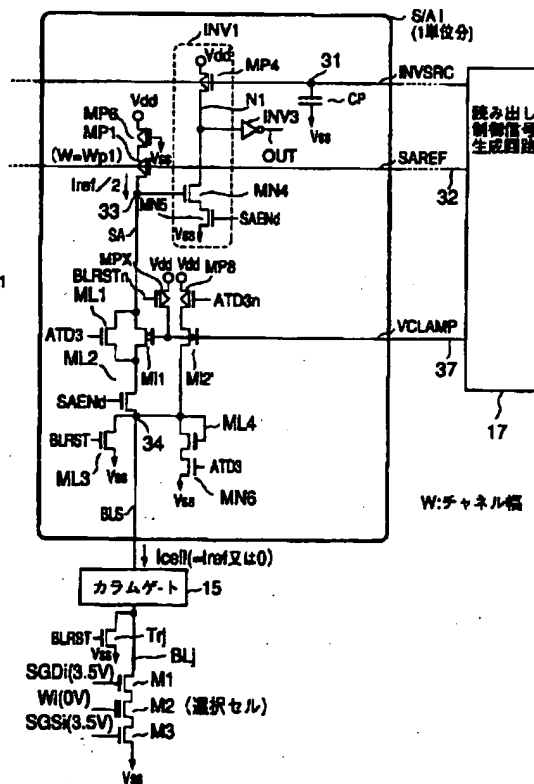 S/AI
(1単位分)
INV1
Vdd
MP4
31
INVSRC
CP
Vss
N1
INV3
OUT
読み出し
制御信号
生成回路
Vdd
MP6
MP1
Vss
(W=Wp1)
SAREF
32
Iref/2
33
MN4
MN5
SAENd
Vss
SA
Vdd
Vdd
MPX
MP8
BLRSTn
ATD3n
ML1
ATD3
VCLAMP
37
MI1
MI2'
ML2
17
SAENd
34
ML4
BLRST
ATD3
ML3
Vss
Vss
MN6
W:チャネル幅
BLS
Icell(=Iref又は0)
カラムゲート
15
BLRST
Trj
Vss
BLj
SGDi(3.5V)
M1
Wi(0V)
M2 (選択セル)
SGSi(3.5V)
M3
Vss
1